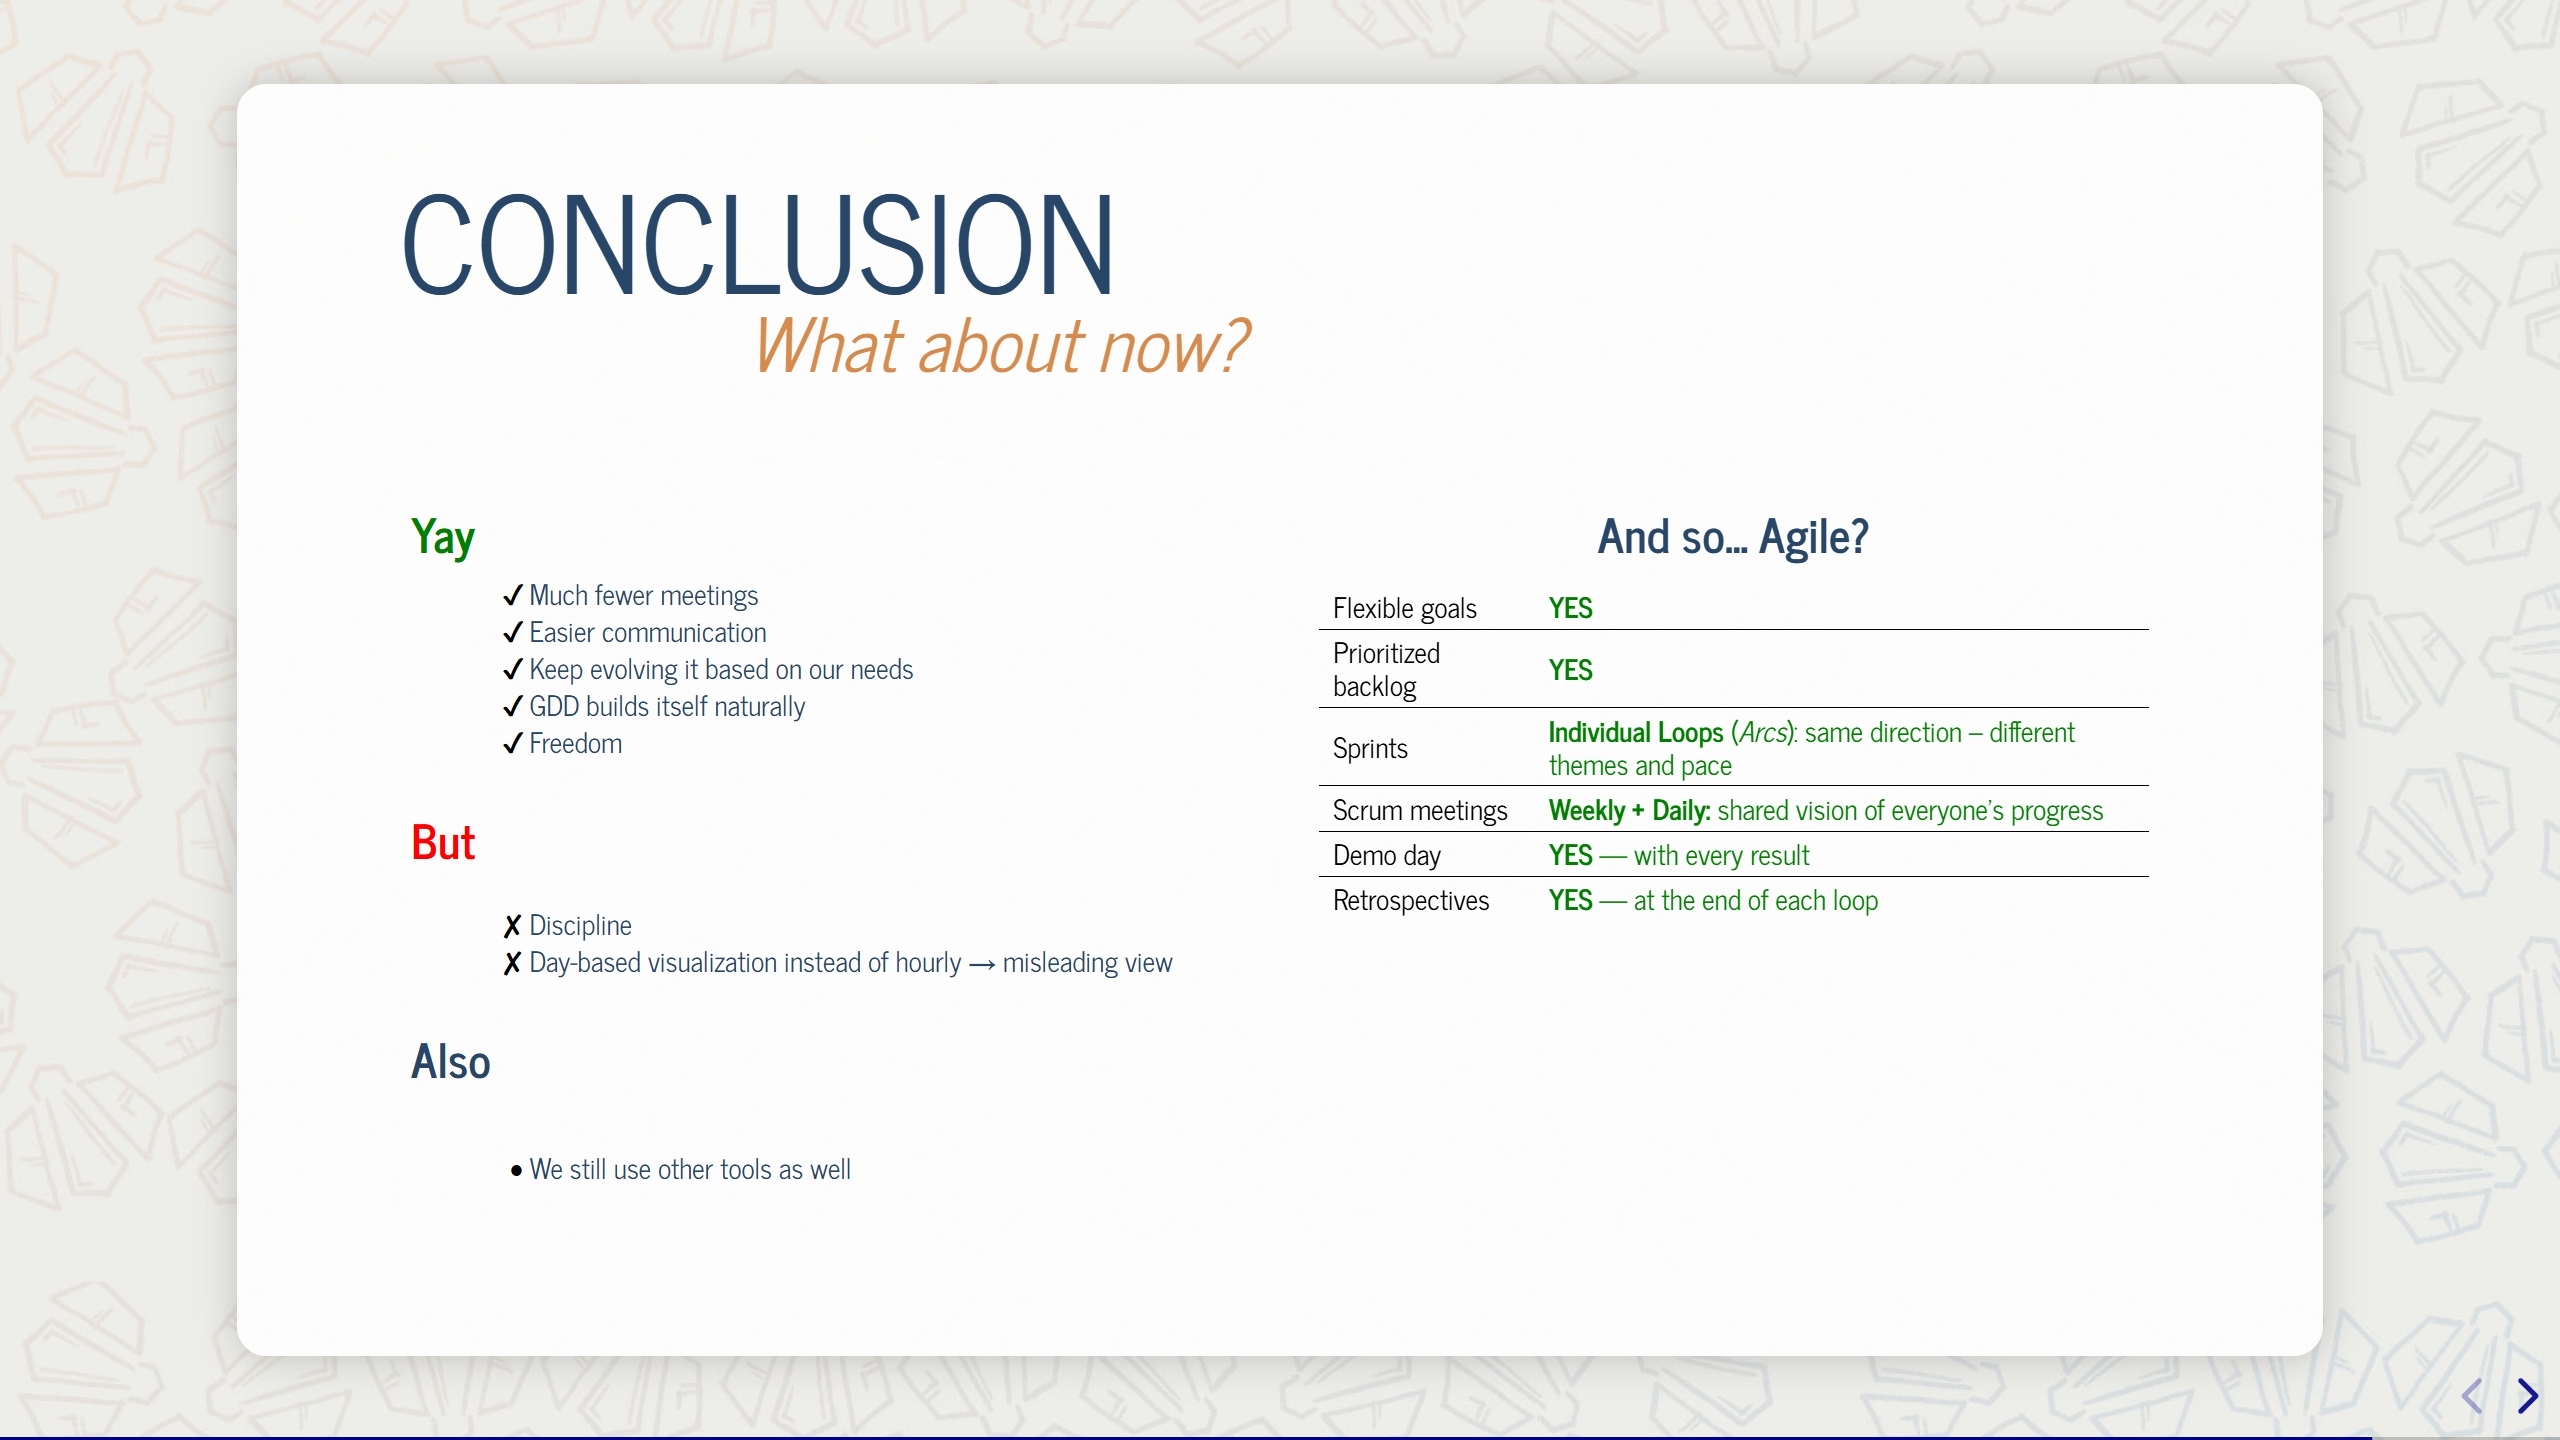 CONCLUSION
What about now?
Yay
✓ Much fewer meetings
✓ Easier communication
✓ Keep evolving it based on our needs
✓ GDD builds itself naturally
✓ Freedom
But
✗ Discipline
✗ Day-based visualization instead of hourly → misleading view
Also
• We still use other tools as well
And so... Agile?
Flexible goals YES
Prioritized
backlog
YES
Sprints
Individual Loops (Arcs): same direction – different
themes and pace
Scrum meetings Weekly + Daily: shared vision of everyone's progress
Demo day YES — with every result
Retrospectives YES — at the end of each loop